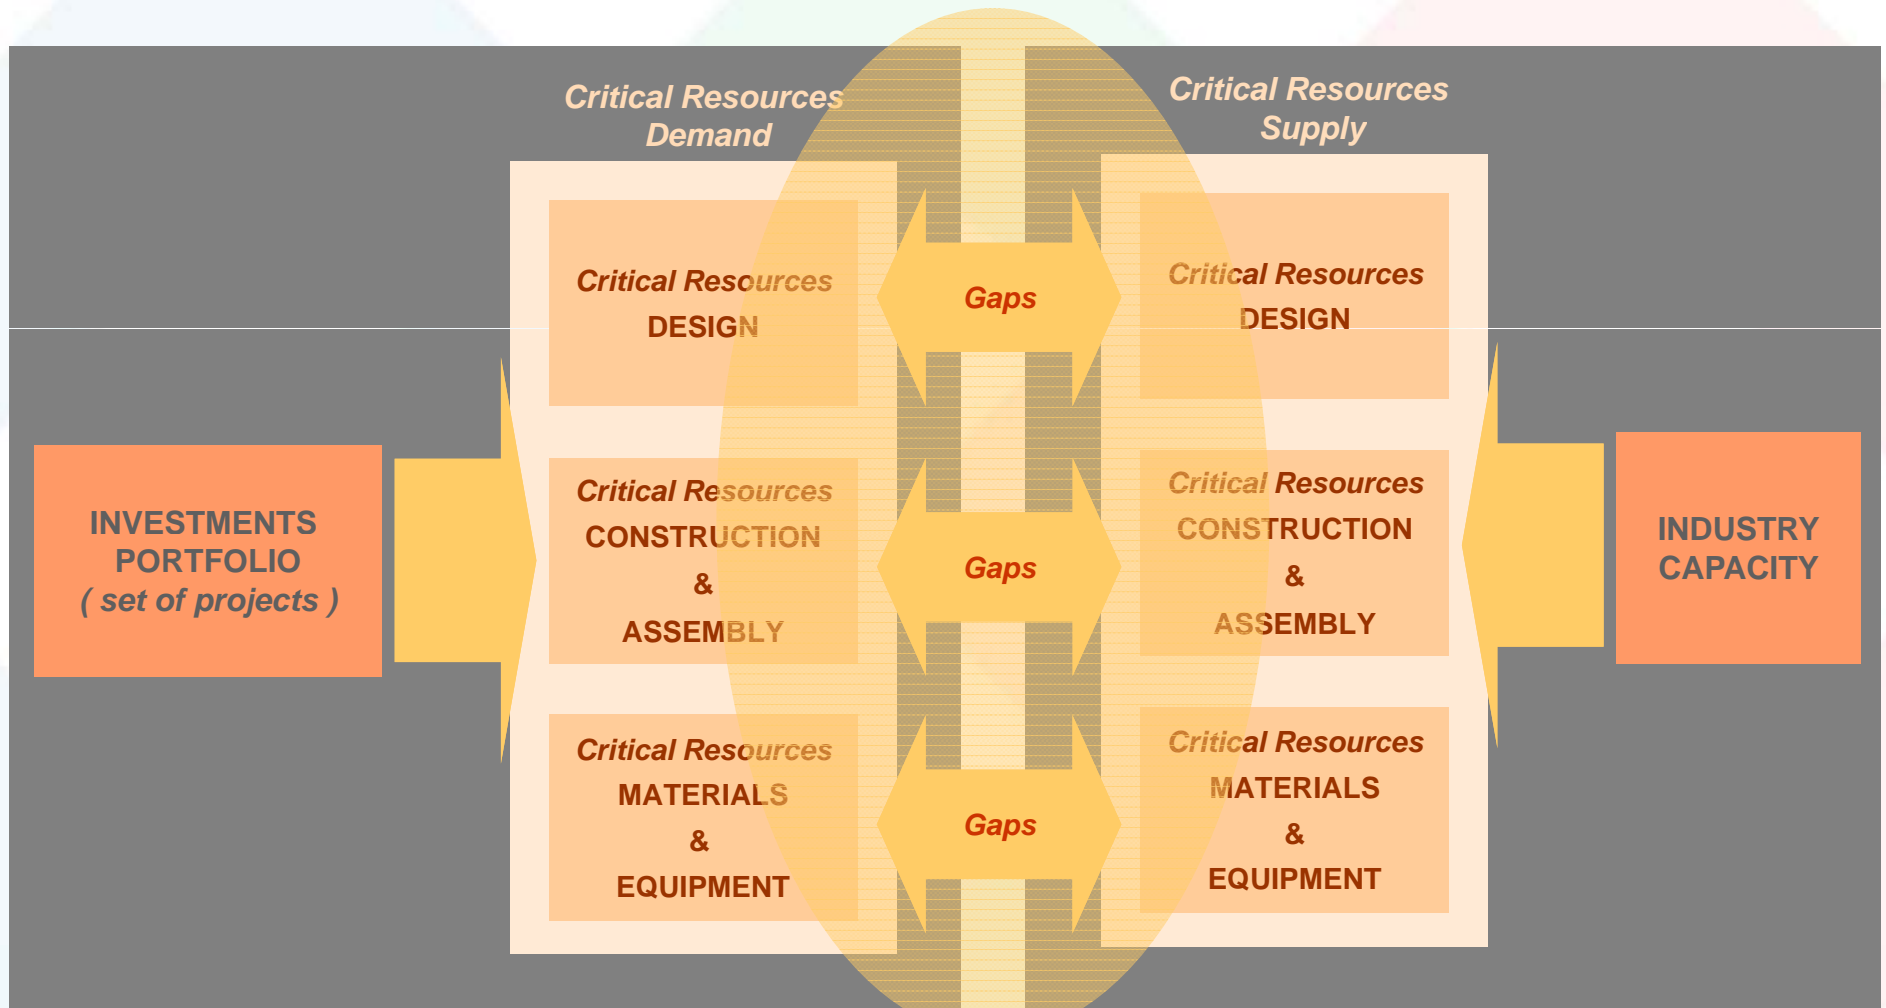 Critical Resources
Demand
Critical Resources
Supply
INVESTMENTS
PORTFOLIO
( set of projects )
Critical Resources
DESIGN
Critical Resources
CONSTRUCTION
&
ASSEMBLY
Critical Resources
MATERIALS
&
EQUIPMENT
Gaps
Gaps
Gaps
Critical Resources
DESIGN
Critical Resources
CONSTRUCTION
&
ASSEMBLY
Critical Resources
MATERIALS
&
EQUIPMENT
INDUSTRY
CAPACITY